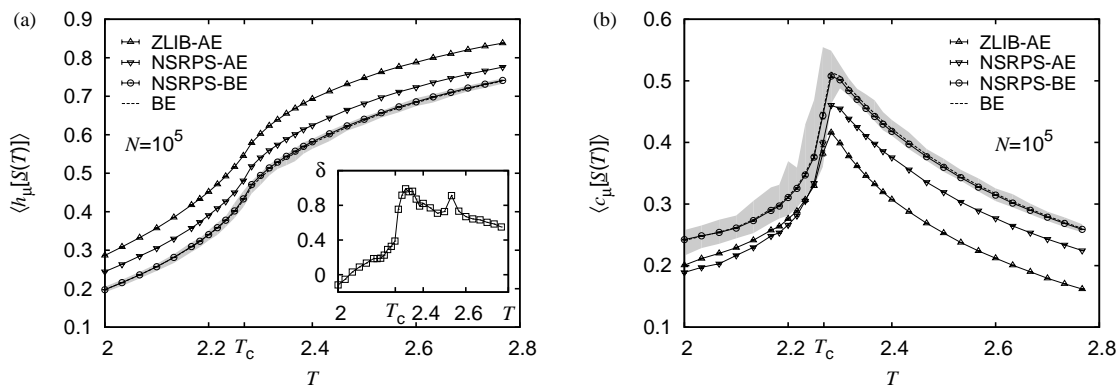 (a)
0.9
0.8
0.7
0.6
0.5
0.4
0.3
0.2
0.1
⟨hμ[S(T)]⟩
ZLIB-AE
NSRPS-AE
NSRPS-BE
BE
N=10^5
δ
0.8
0.4
0
2 Tc 2.4 2.6 T
2 2.2 Tc 2.4 2.6 2.8
T
(b)
0.6
0.5
0.4
0.3
0.2
0.1
⟨cμ[S(T)]⟩
ZLIB-AE
NSRPS-AE
NSRPS-BE
BE
N=10^5
2 2.2 Tc 2.4 2.6 2.8
T